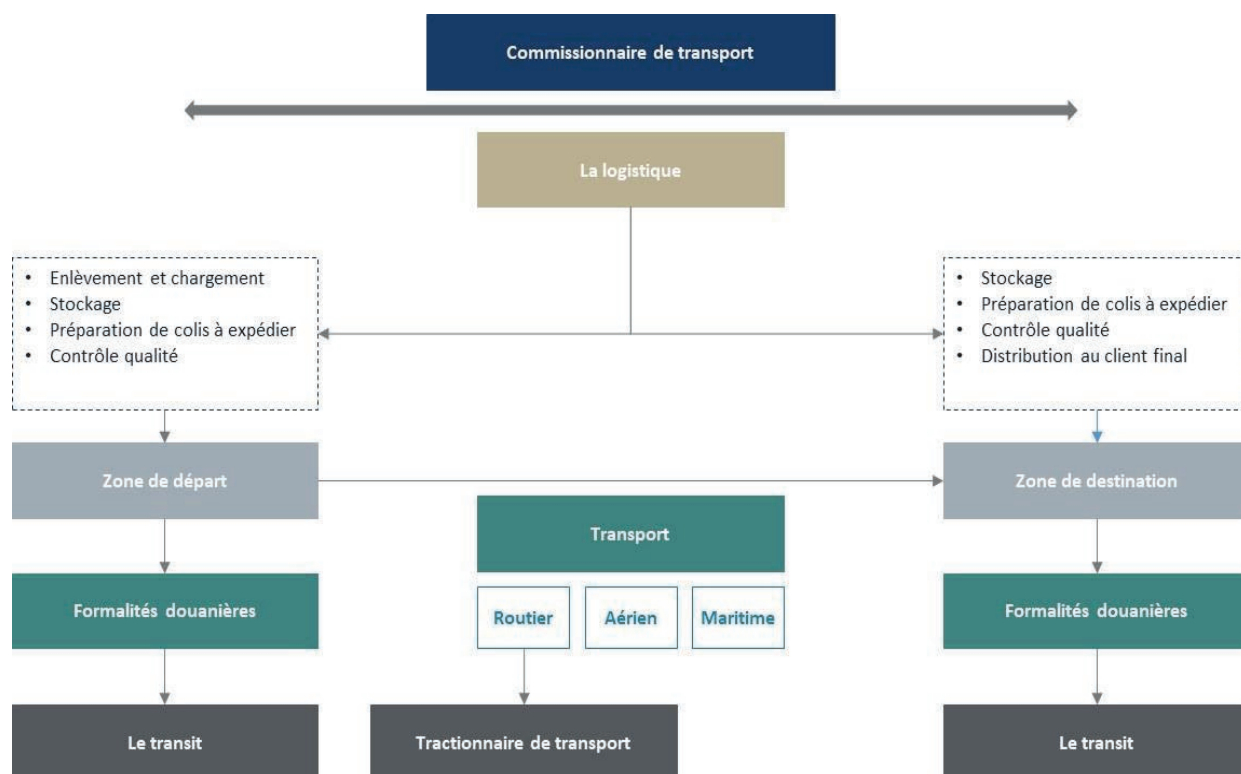 Commissionnaire de transport
La logistique
• Enlèvement et chargement
• Stockage
• Préparation de colis à expédier
• Contrôle qualité
• Stockage
• Préparation de colis à expédier
• Contrôle qualité
• Distribution au client final
Zone de départ
Zone de destination
Transport
Formalités douanières
Routier
Aérien
Maritime
Formalités douanières
Le transit
Tractionnaire de transport
Le transit